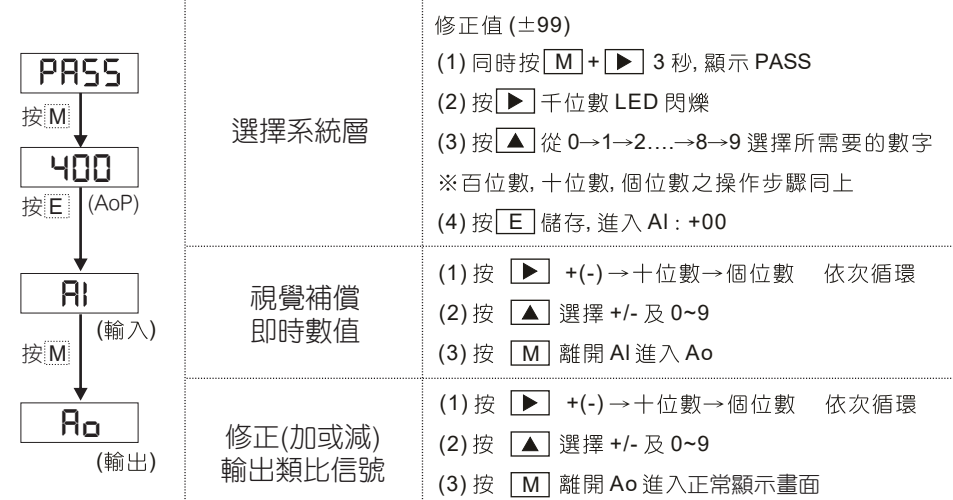 PASS
按 M
400
按 E (AoP)
AI
(輸入)
按 M
Ao
(輸出)
選擇系統層
修正值 (±99)
(1) 同時按 M + ▶ 3 秒, 顯示 PASS
(2) 按 ▶ 千位數 LED 閃爍
(3) 按 ▲ 從 0→1→2....→8→9 選擇所需要的數字
※百位數, 十位數, 個位數之操作步驟同上
(4) 按 E 儲存, 進入 AI : +00
視覺補償
即時數值
(1) 按 ▶ +(-)→十位數→個位數 依次循環
(2) 按 ▲ 選擇 +/- 及 0~9
(3) 按 M 離開 AI 進入 Ao
修正(加或減)
輸出類比信號
(1) 按 ▶ +(-)→十位數→個位數 依次循環
(2) 按 ▲ 選擇 +/- 及 0~9
(3) 按 M 離開 Ao 進入正常顯示畫面